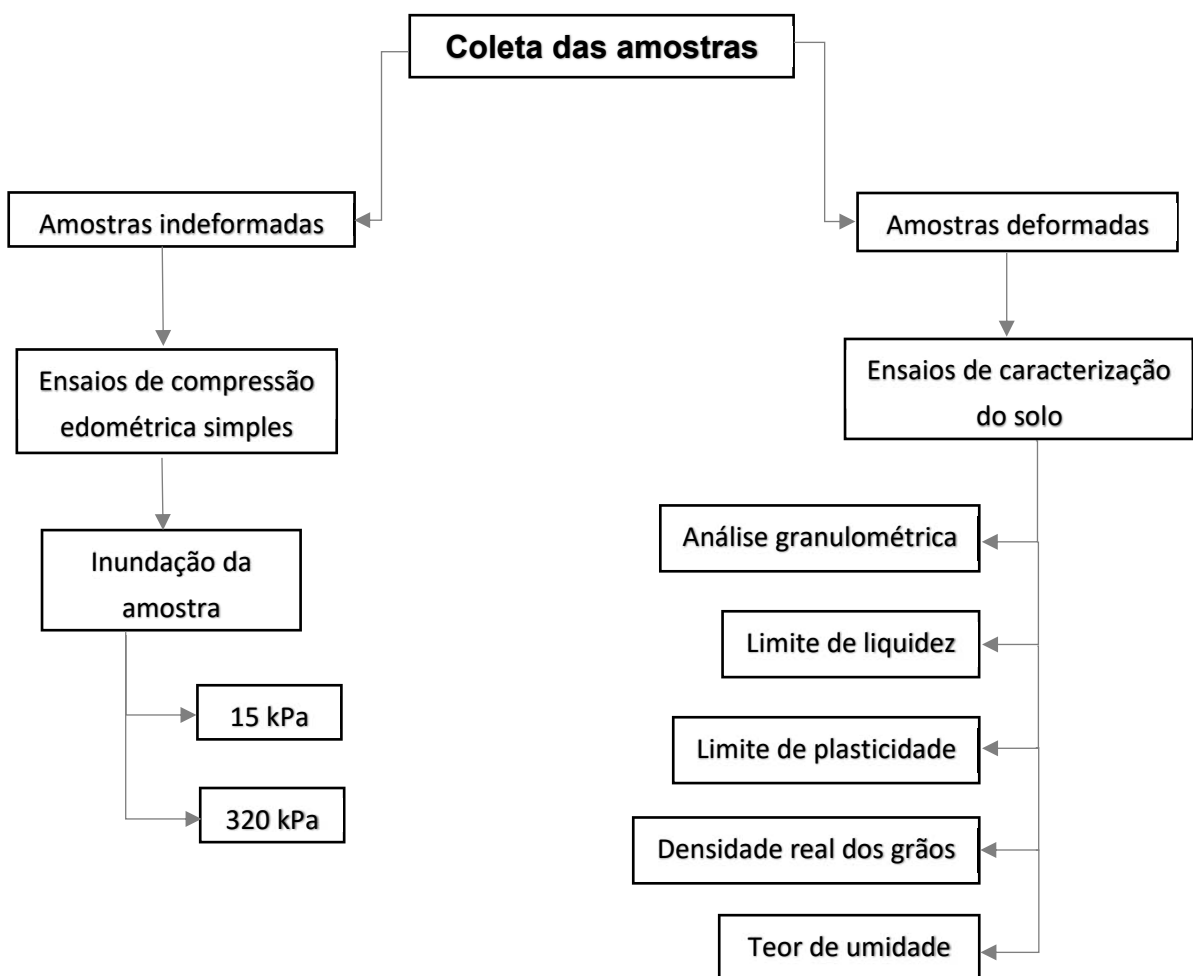 Coleta das amostras
Amostras indeformadas
Amostras deformadas
Ensaios de compressão
edométrica simples
Ensaios de caracterização
do solo
Inundação da
amostra
15 kPa
320 kPa
Análise granulométrica
Limite de liquidez
Limite de plasticidade
Densidade real dos grãos
Teor de umidade